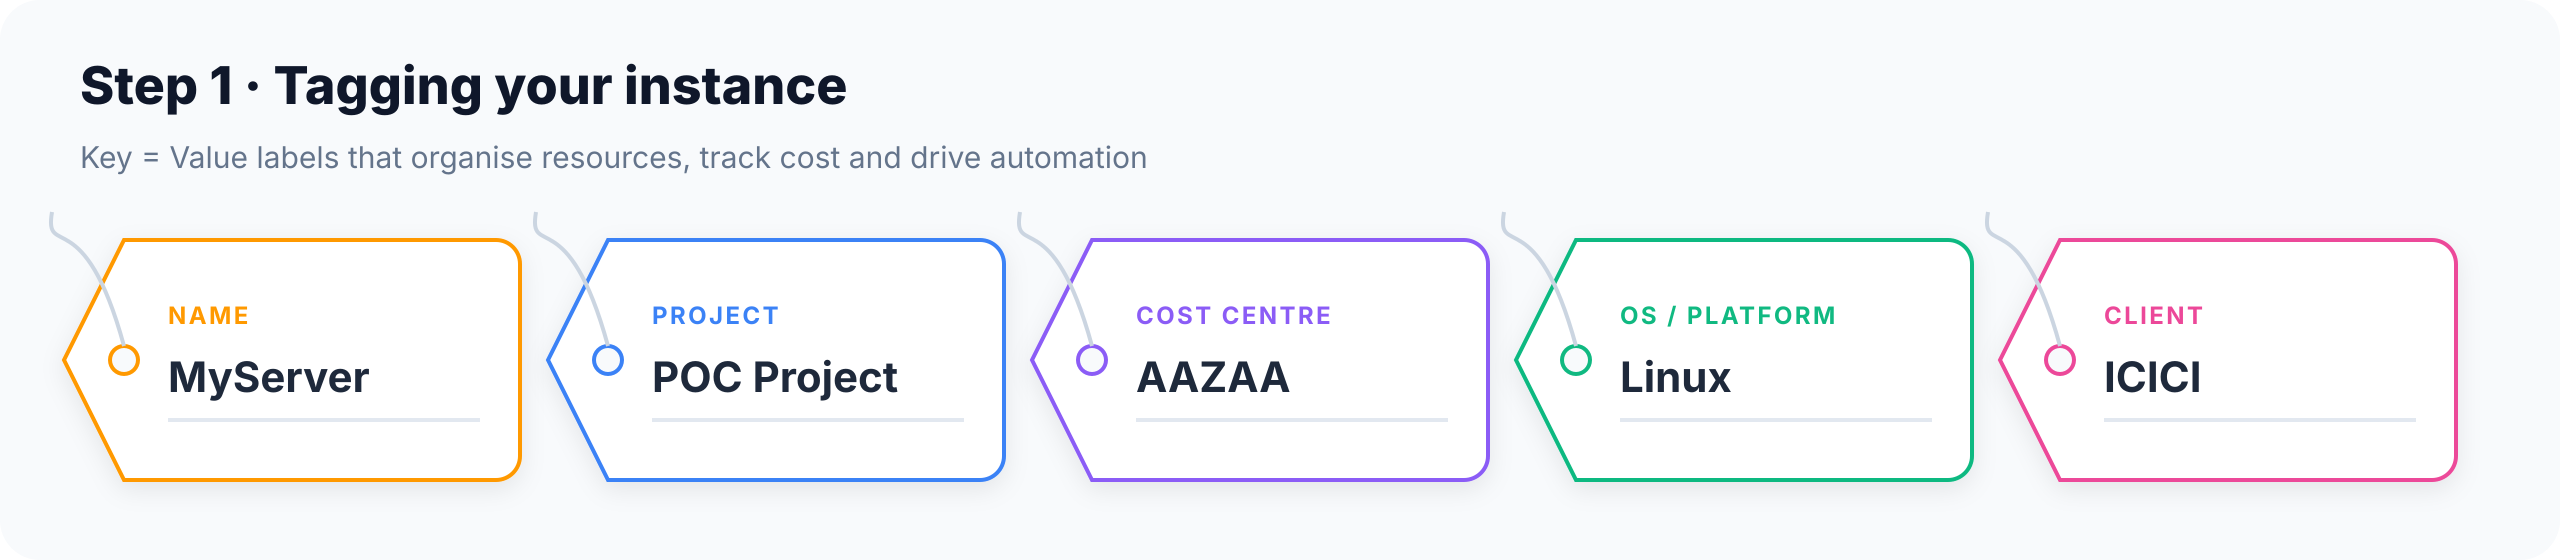 Step 1 · Tagging your instance
Key = Value labels that organise resources, track cost and drive automation
NAME
MyServer
PROJECT
POC Project
COST CENTRE
AAZAA
OS / PLATFORM
Linux
CLIENT
ICICI